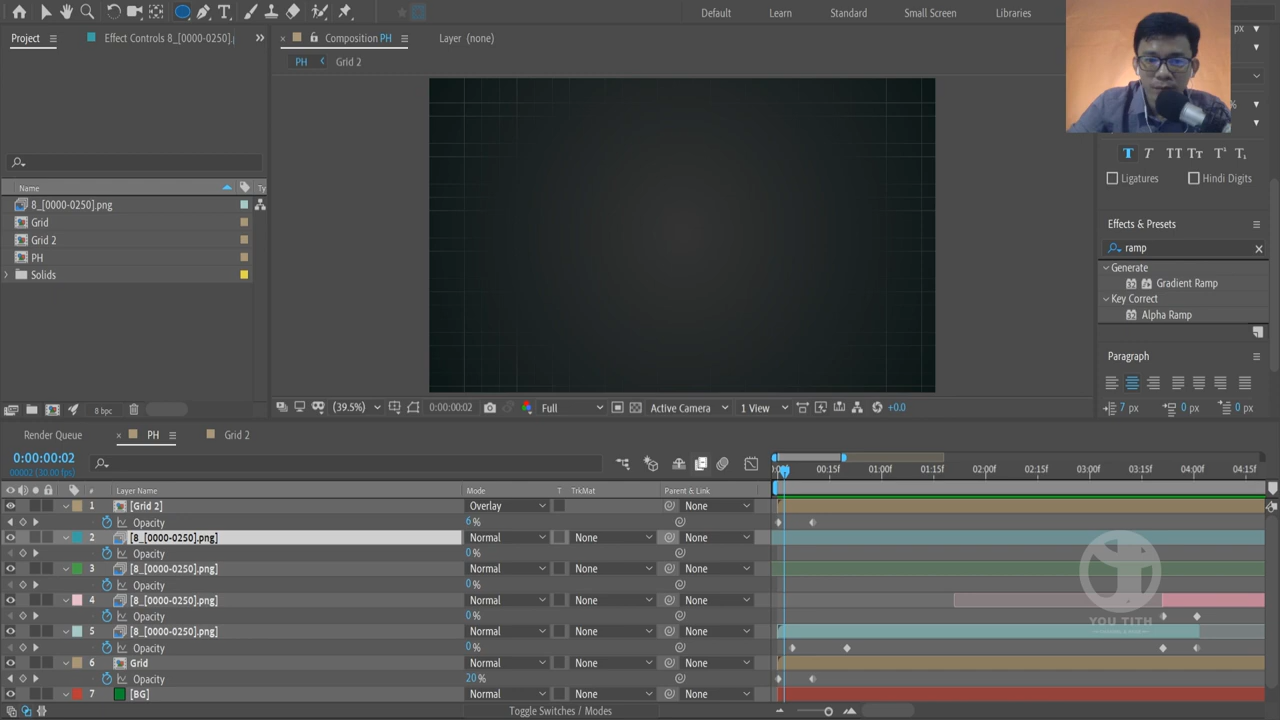 Default
Learn
Standard
Small Screen
Libraries
Project
Effect Controls 8_[0000-0250].
Composition PH
Layer (none)
PH
Grid 2
px
%
Name
Ty
8_[0000-0250].png
Grid
Grid 2
PH
Solids
Ligatures
Hindi Digits
Effects & Presets
ramp
Generate
Gradient Ramp
Key Correct
Alpha Ramp
Paragraph
7 px
0 px
0 px
8 bpc
(39.5%)
0:00:00:02
Full
Active Camera
1 View
+0.0
Render Queue
PH
Grid 2
0:00:00:02
00002 (30.00 fps)
00:15f
01:00f
01:15f
02:00f
02:15f
03:00f
03:15f
04:00f
04:15f
#
Layer Name
Mode
T
TrkMat
Parent & Link
1
[Grid 2]
Overlay
None
Opacity
6%
2
[8_[0000-0250].png]
Normal
None
None
Opacity
0%
3
[8_[0000-0250].png]
Normal
None
None
Opacity
0%
4
[8_[0000-0250].png]
Normal
None
None
Opacity
0%
5
[8_[0000-0250].png]
Normal
None
None
Opacity
0%
6
Grid
Normal
None
None
Opacity
20%
7
[BG]
Normal
None
None
Toggle Switches / Modes
YOU TITH